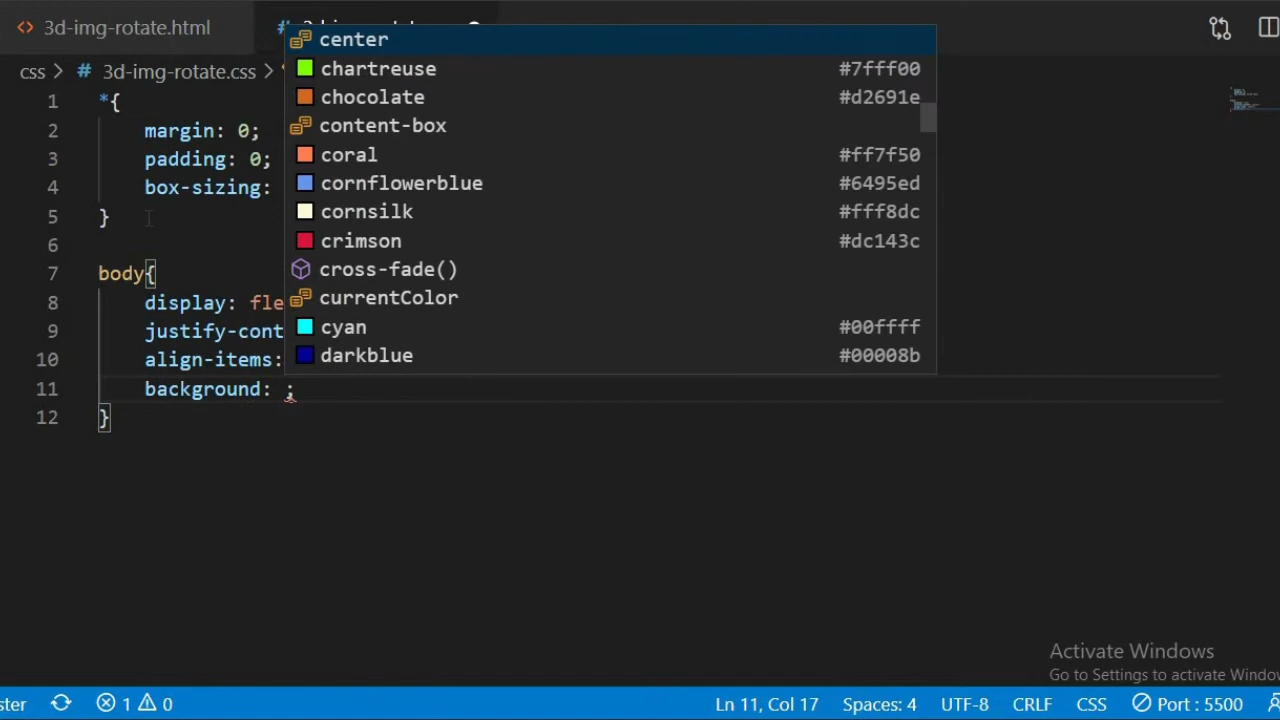 3d-img-rotate.html
#
center
css > # 3d-img-rotate.css >
chartreuse #7fff00
1 *{
chocolate #d2691e
2 margin: 0;
content-box
3 padding: 0;
coral #ff7f50
4 box-sizing:
cornflowerblue #6495ed
5 }
cornsilk #fff8dc
6
crimson #dc143c
7 body{
cross-fade()
8 display: fle
currentColor
9 justify-cont
cyan #00ffff
10 align-items:
darkblue #00008b
11 background: ;
12 }
Activate Windows
Go to Settings to activate Windo
ster 1 0 Ln 11, Col 17 Spaces: 4 UTF-8 CRLF CSS Port : 5500